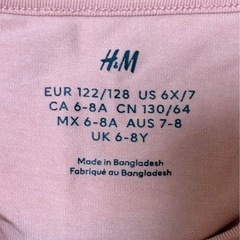 H&M
EUR 122/128 US 6X/7
CA 6-8A CN 130/64
MX 6-8A AUS 7-8
UK 6-8Y
Made in Bangladesh
Fabriqué au Bangladesh